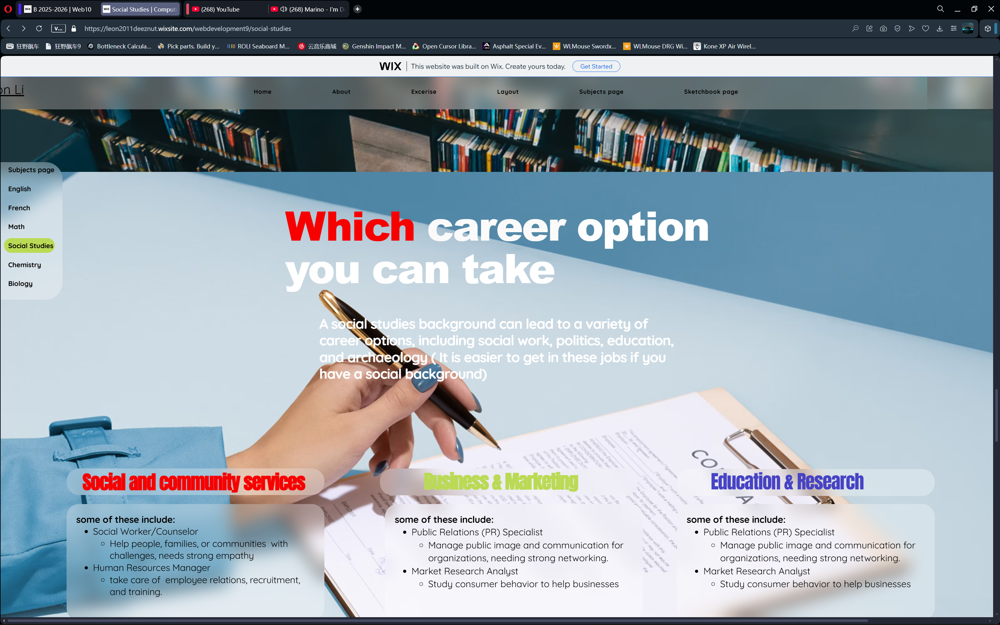 B 2025-2026 | Web10
Social Studies | Comput
(268) YouTube
(268) Marino - I'm D
V...
https://leon2011deeznut.wixsite.com/webdevelopment9/social-studies
狂野飙车
狂野飙车9
Bottleneck Calcula...
Pick parts. Build y...
ROLI Seaboard M...
云音乐商城
Genshin Impact M...
Open Cursor Libra...
Asphalt Special Ev...
WLMouse Swordx...
WLMouse DRG Wi...
Kone XP Air Wirel...
WIX
This website was built on Wix. Create yours today.
Get Started
on Li
Home
About
Excerise
Layout
Subjects page
Sketchbook page
Subjects page
English
French
Math
Social Studies
Chemistry
Biology
Which career option
you can take
A social studies background can lead to a variety of
career options, including social work, politics, education,
and archaeology ( It is easier to get in these jobs if you
have a social background)
Social and community services
some of these include:
Social Worker/Counselor
Help people, families, or communities  with
challenges, needs strong empathy
Human Resources Manager
take care of  employee relations, recruitment,
and training.
Business & Marketing
some of these include:
Public Relations (PR) Specialist
Manage public image and communication for
organizations, needing strong networking.
Market Research Analyst
Study consumer behavior to help businesses
Education & Research
some of these include:
Public Relations (PR) Specialist
Manage public image and communication for
organizations, needing strong networking.
Market Research Analyst
Study consumer behavior to help businesses